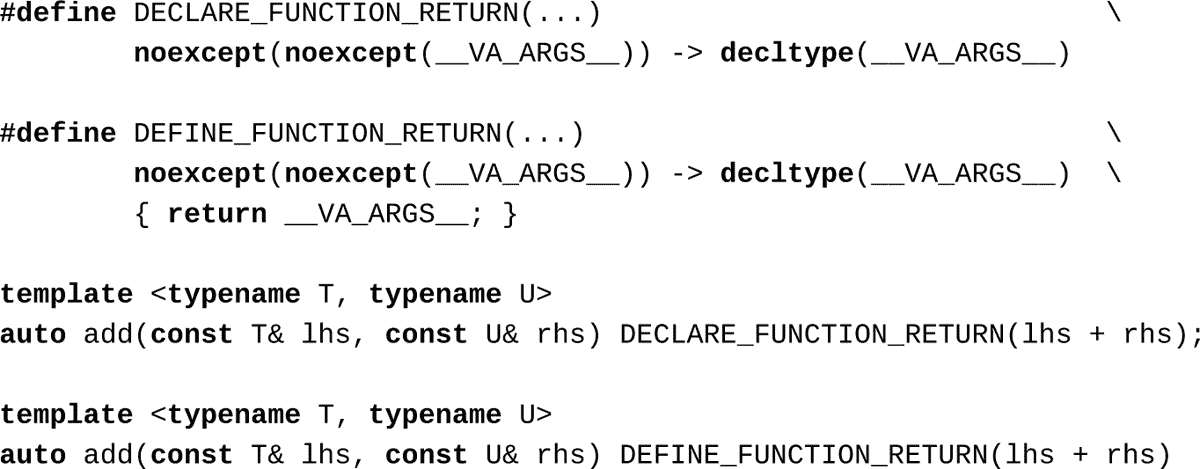 #define DECLARE_FUNCTION_RETURN(...) \
noexcept(noexcept(__VA_ARGS__)) -> decltype(__VA_ARGS__)
#define DEFINE_FUNCTION_RETURN(...) \
noexcept(noexcept(__VA_ARGS__)) -> decltype(__VA_ARGS__) \
{ return __VA_ARGS__; }
template <typename T, typename U>
auto add(const T& lhs, const U& rhs) DECLARE_FUNCTION_RETURN(lhs + rhs);
template <typename T, typename U>
auto add(const T& lhs, const U& rhs) DEFINE_FUNCTION_RETURN(lhs + rhs)